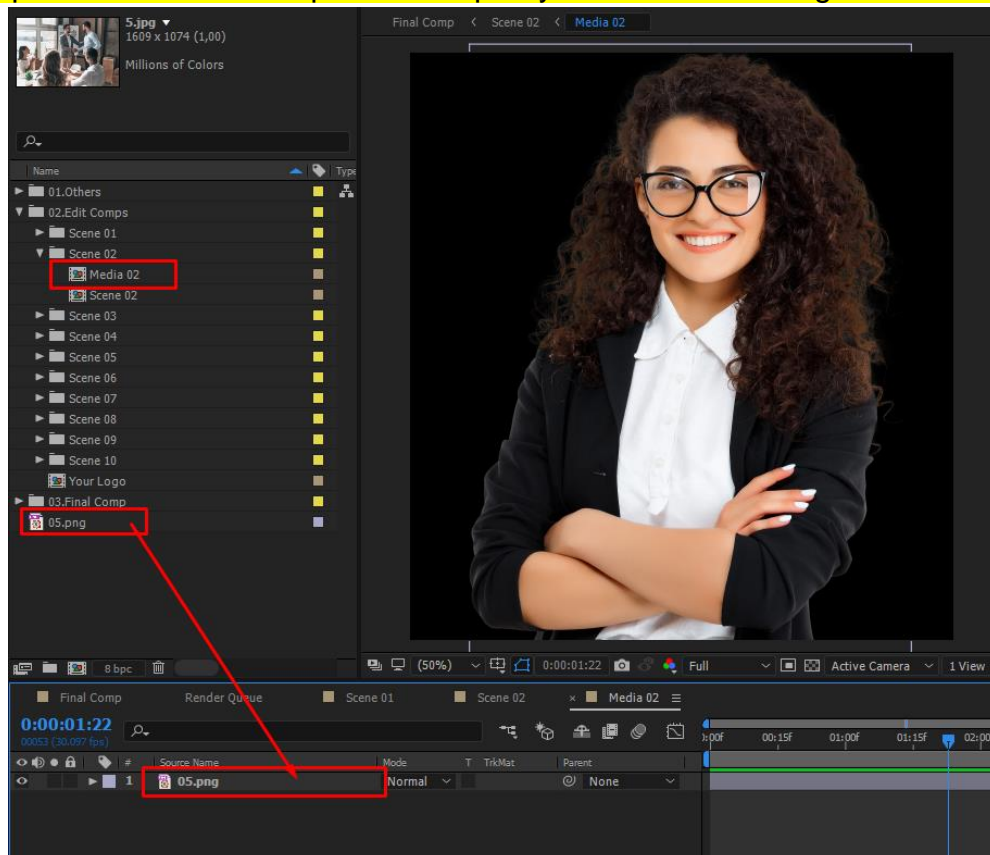 5.jpg ▼
1609 x 1074 (1,00)
Millions of Colors
Final Comp < Scene 02 < Media 02
Name Type
01.Others
02.Edit Comps
Scene 01
Scene 02
Media 02
Scene 02
Scene 03
Scene 04
Scene 05
Scene 06
Scene 07
Scene 08
Scene 09
Scene 10
Your Logo
03.Final Comp
05.png
8 bpc
(50%) 0:00:01:22 Full Active Camera 1 View
Final Comp Render Queue Scene 01 Scene 02 × Media 02
0:00:01:22
00053 (30.097 fps)
:00f 00:15f 01:00f 01:15f 02:00
# Source Name Mode T TrkMat Parent
1 05.png Normal None